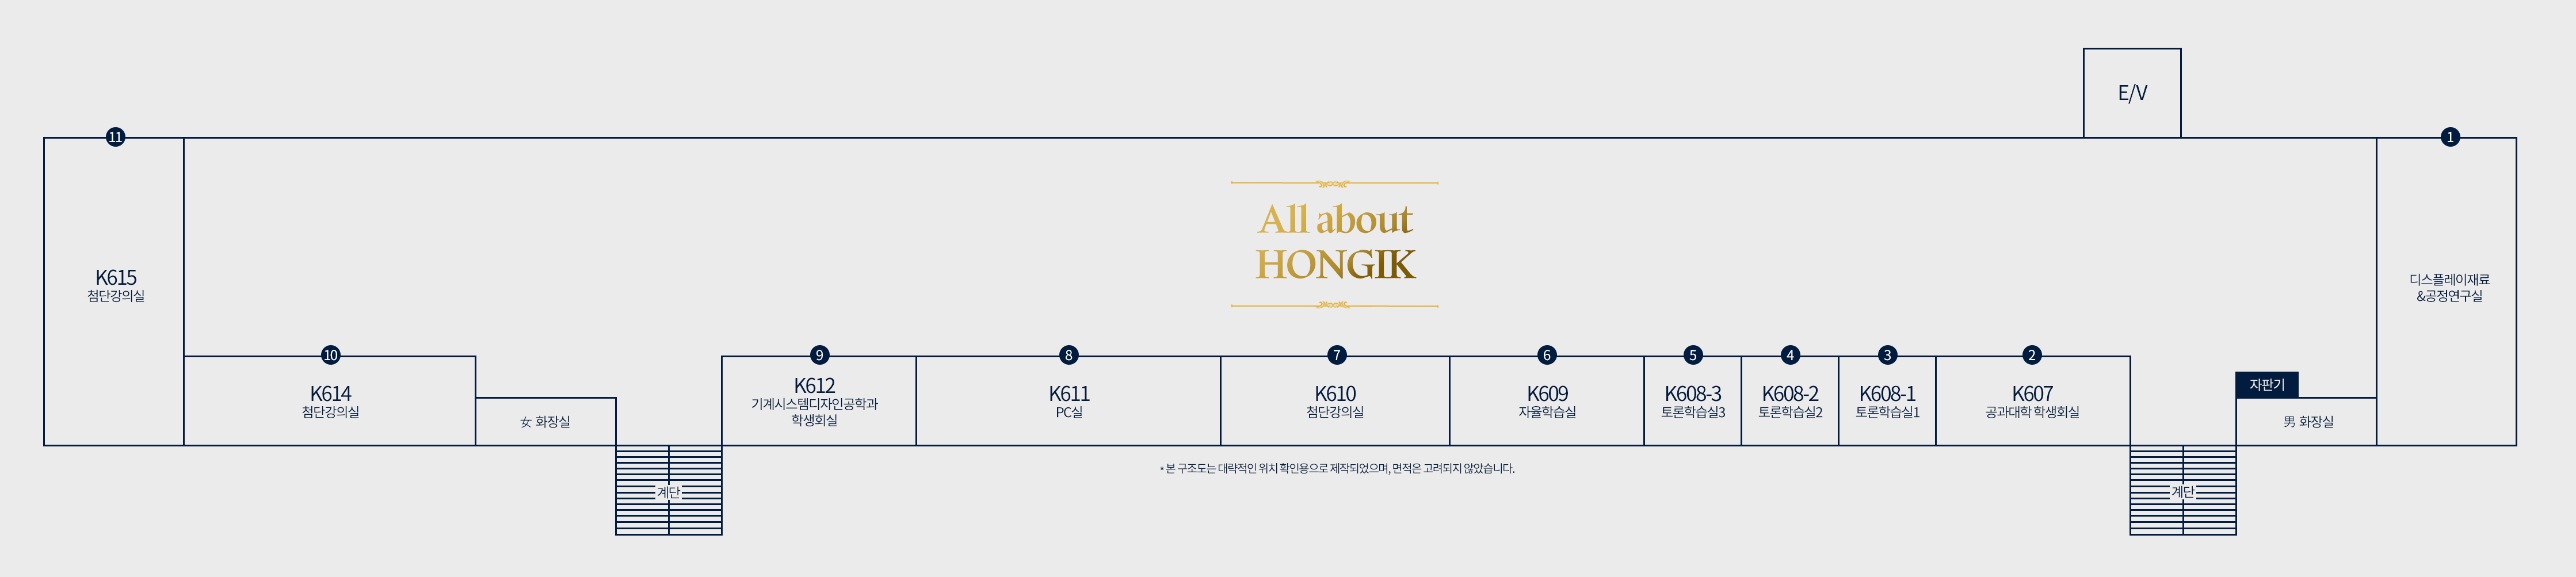 E/V
11
1
All about
HONGIK
K615
첨단강의실
디스플레이재료
&공정연구실
10
K614
첨단강의실
女 화장실
9
K612
기계시스템디자인공학과
학생회실
8
K611
PC실
7
K610
첨단강의실
6
K609
자율학습실
5
K608-3
토론학습실3
4
K608-2
토론학습실2
3
K608-1
토론학습실1
2
K607
공과대학 학생회실
자판기
男 화장실
* 본 구조도는 대략적인 위치 확인용으로 제작되었으며, 면적은 고려되지 않았습니다.
계단
계단